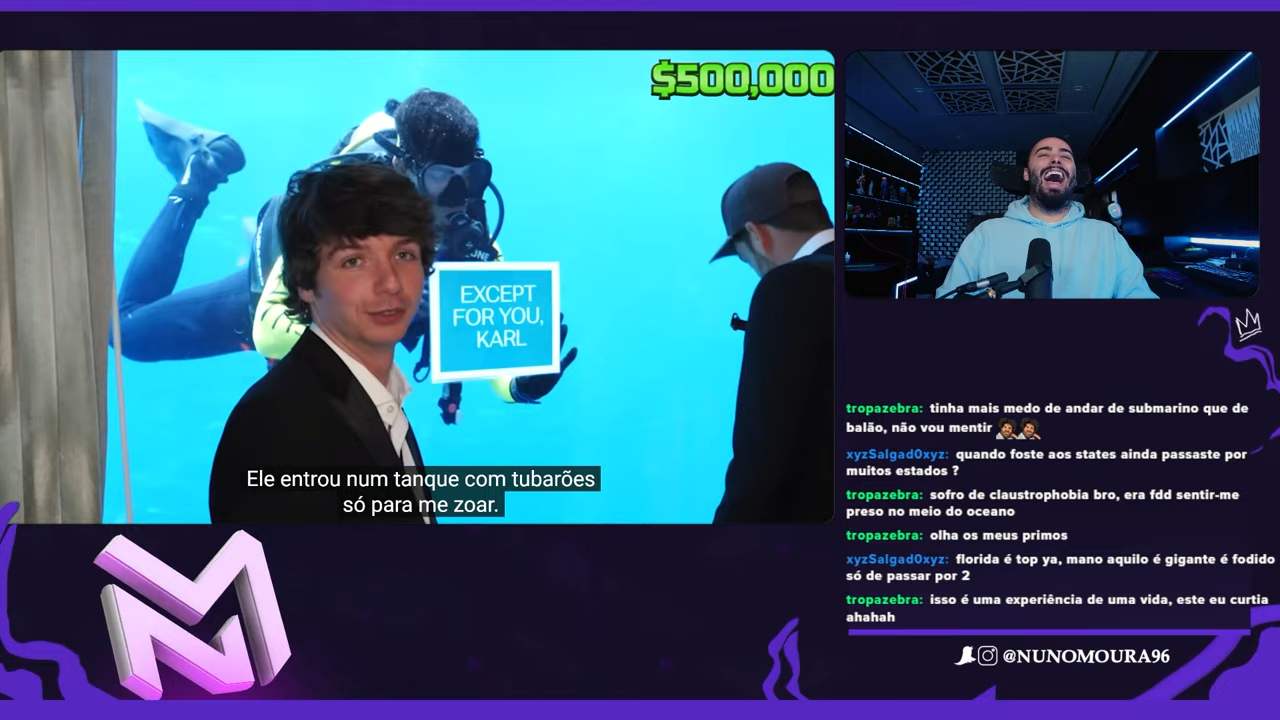 $500,000
EXCEPT
FOR YOU,
KARL
Ele entrou num tanque com tubarões
só para me zoar.
tropazebra: tinha mais medo de andar de submarino que de
balão, não vou mentir
xyzSalgad0xyz: quando foste aos states ainda passaste por
muitos estados ?
tropazebra: sofro de claustrophobia bro, era fdd sentir-me
preso no meio do oceano
tropazebra: olha os meus primos
xyzSalgad0xyz: florida é top ya, mano aquilo é gigante é fodido
só de passar por 2
tropazebra: isso é uma experiência de uma vida, este eu curtia
ahahah
@NUNOMOURA96